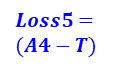 Loss5 =
(A4 − T)